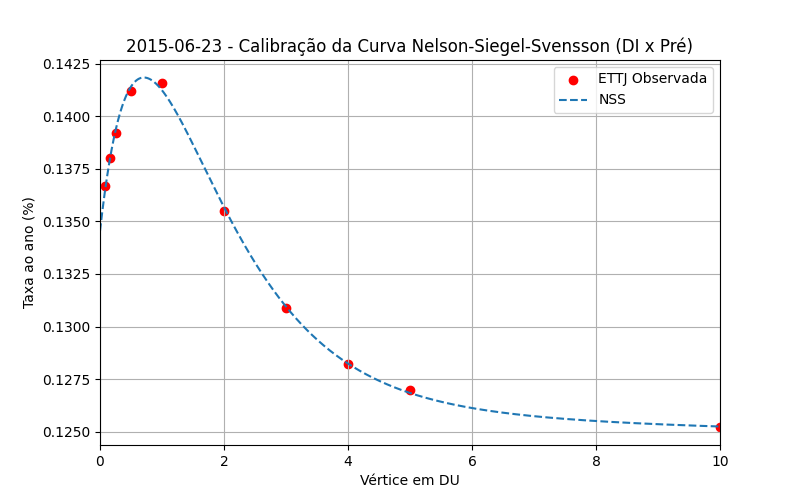 2015-06-23 - Calibração da Curva Nelson-Siegel-Svensson (DI x Pré)
ETTJ Observada
NSS
Taxa ao ano (%)
0.1425
0.1400
0.1375
0.1350
0.1325
0.1300
0.1275
0.1250
0 2 4 6 8 10
Vértice em DU